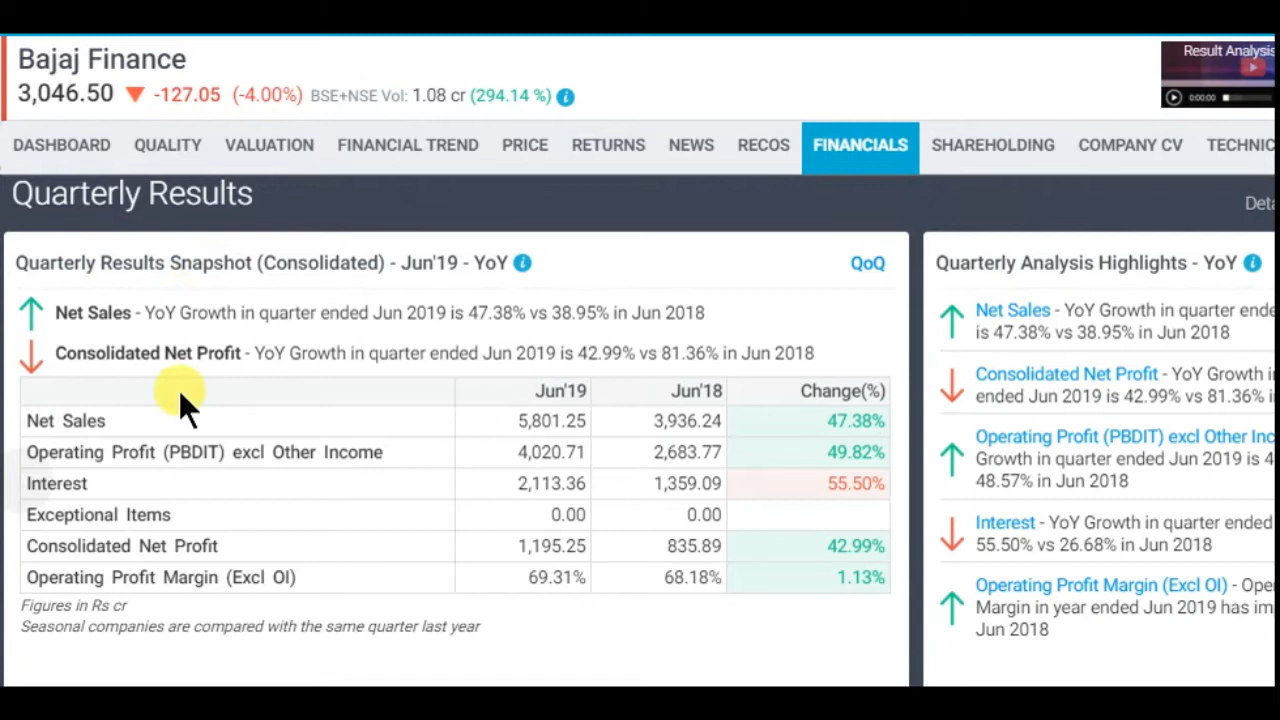 Bajaj Finance
3,046.50 ▼ -127.05 (-4.00%) BSE+NSE Vol: 1.08 cr (294.14 %)
Result Analysis
0:00:00
DASHBOARD QUALITY VALUATION FINANCIAL TREND PRICE RETURNS NEWS RECOS FINANCIALS SHAREHOLDING COMPANY CV
Quarterly Results
Quarterly Results Snapshot (Consolidated) - Jun'19 - YoY QoQ
Net Sales - YoY Growth in quarter ended Jun 2019 is 47.38% vs 38.95% in Jun 2018
Consolidated Net Profit - YoY Growth in quarter ended Jun 2019 is 42.99% vs 81.36% in Jun 2018
Jun'19 Jun'18 Change(%)
Net Sales 5,801.25 3,936.24 47.38%
Operating Profit (PBDIT) excl Other Income 4,020.71 2,683.77 49.82%
Interest 2,113.36 1,359.09 55.50%
Exceptional Items 0.00 0.00
Consolidated Net Profit 1,195.25 835.89 42.99%
Operating Profit Margin (Excl OI) 69.31% 68.18% 1.13%
Figures in Rs cr
Seasonal companies are compared with the same quarter last year
Quarterly Analysis Highlights - YoY
Net Sales - YoY Growth in quarter
is 47.38% vs 38.95% in Jun 2018
Consolidated Net Profit - YoY Growth
ended Jun 2019 is 42.99% vs 81.36%
Operating Profit (PBDIT) excl Other
Growth in quarter ended Jun 2019 is
48.57% in Jun 2018
Interest - YoY Growth in quarter ended
55.50% vs 26.68% in Jun 2018
Operating Profit Margin (Excl OI) -
Margin in year ended Jun 2019 has
Jun 2018